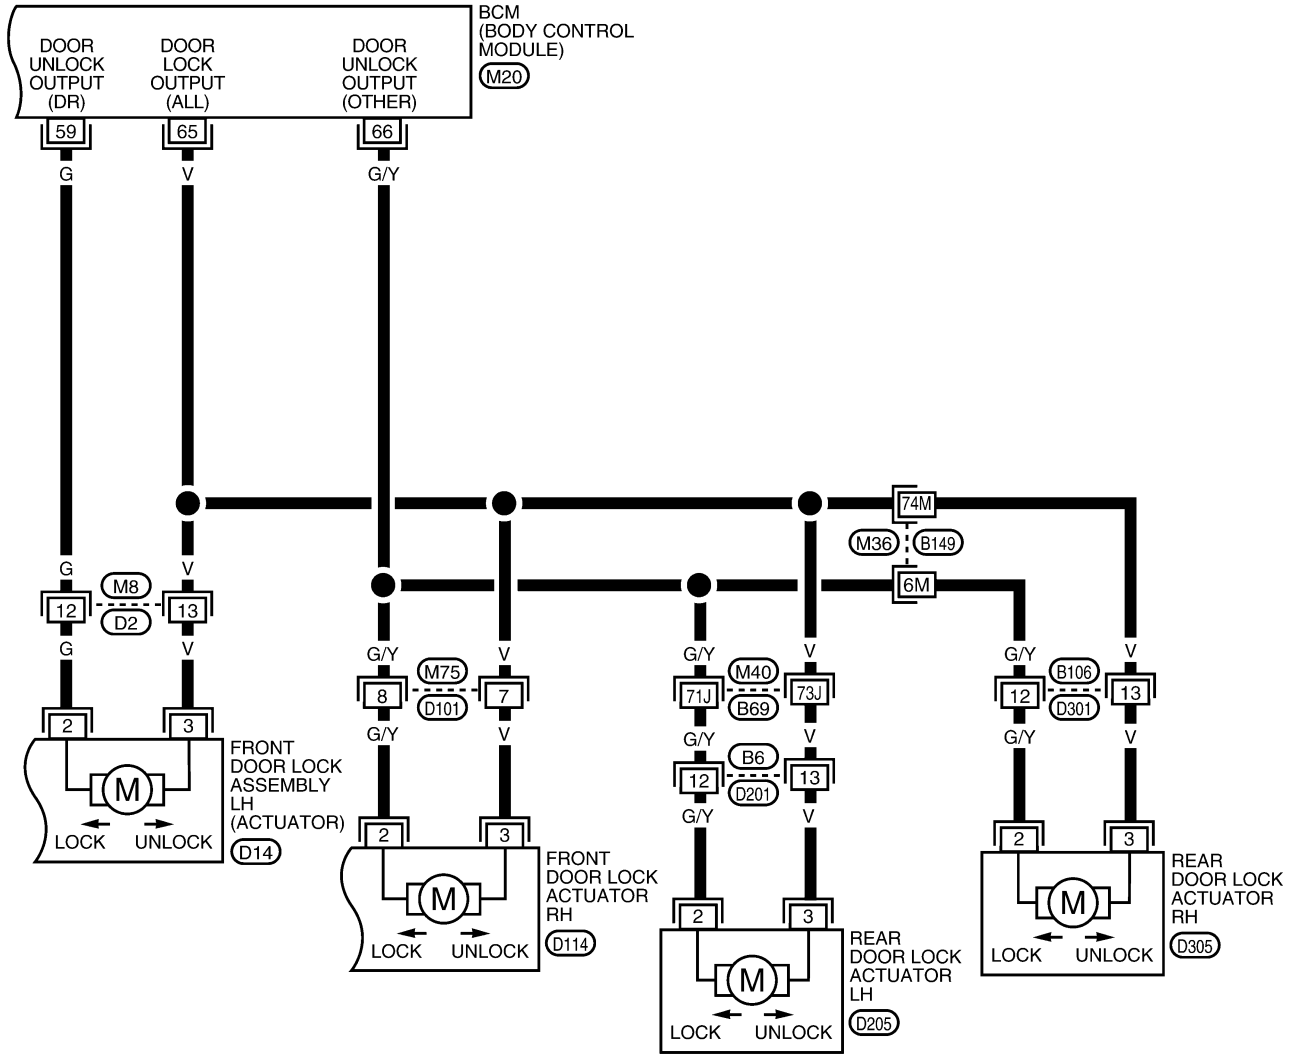 BCM
(BODY CONTROL
MODULE)
M20
DOOR
UNLOCK
OUTPUT
(DR)
DOOR
LOCK
OUTPUT
(ALL)
DOOR
UNLOCK
OUTPUT
(OTHER)
59
65
66
G
V
G/Y
74M
M36
B149
6M
G
V
M8
12
13
D2
G
V
G/Y
V
M75
8
7
D101
G/Y
V
G/Y
V
M40
71J
73J
B69
G/Y
V
B6
12
13
D201
G/Y
V
G/Y
V
B106
12
13
D301
G/Y
V
2
3
M
LOCK
UNLOCK
FRONT
DOOR LOCK
ASSEMBLY
LH
(ACTUATOR)
D14
2
3
M
LOCK
UNLOCK
FRONT
DOOR LOCK
ACTUATOR
RH
D114
2
3
M
LOCK
UNLOCK
REAR
DOOR LOCK
ACTUATOR
LH
D205
2
3
M
LOCK
UNLOCK
REAR
DOOR LOCK
ACTUATOR
RH
D305